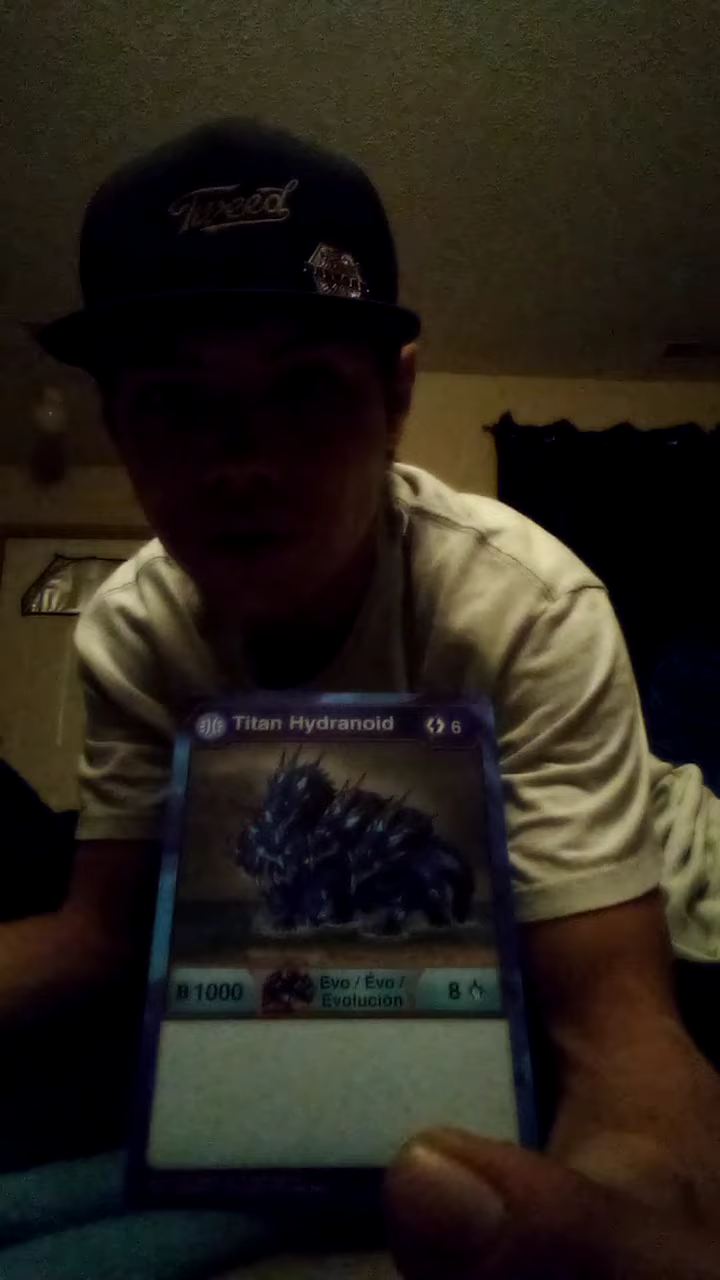 Tweed
Titan Hydranoid 6
B 1000
Evo / Évo /
Evolución
8